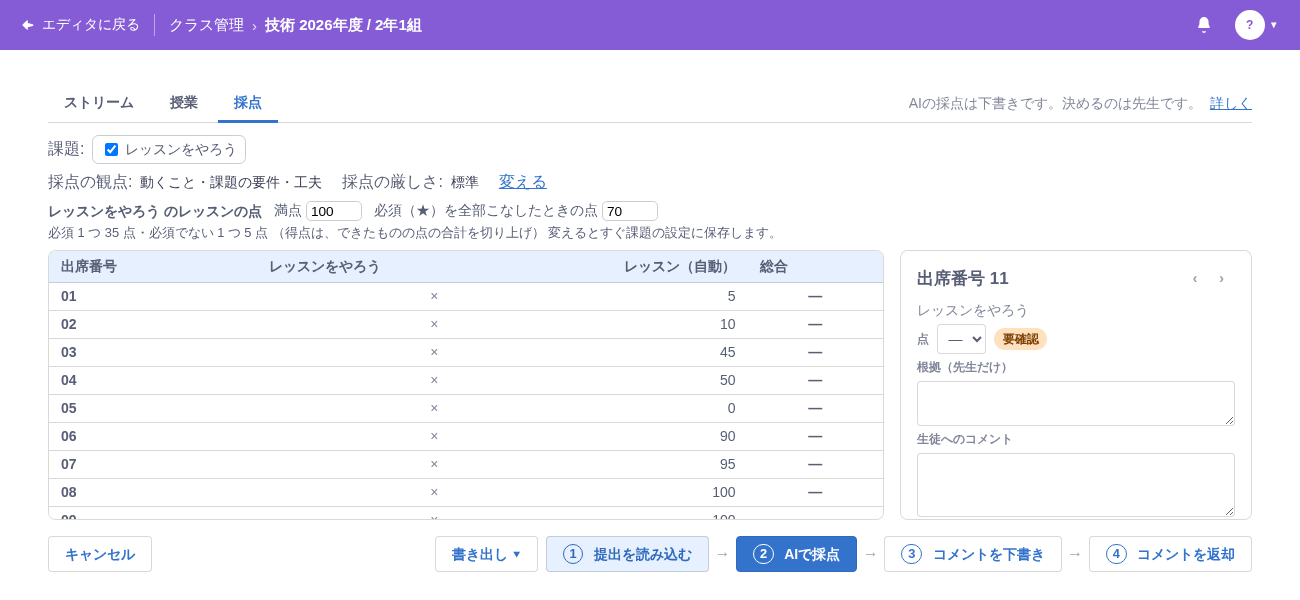 エディタに戻る クラス管理 › 技術 2026年度 / 2年1組 ? ▼
ストリーム 授業 採点 AIの採点は下書きです。決めるのは先生です。 詳しく
課題: レッスンをやろう
採点の観点: 動くこと・課題の要件・工夫 採点の厳しさ: 標準 変える
レッスンをやろう のレッスンの点 満点 100 必須（★）を全部こなしたときの点 70
必須 1 つ 35 点・必須でない 1 つ 5 点 （得点は、できたものの点の合計を切り上げ） 変えるとすぐ課題の設定に保存します。
出席番号 レッスンをやろう レッスン（自動） 総合
01 × 5 —
02 × 10 —
03 × 45 —
04 × 50 —
05 × 0 —
06 × 90 —
07 × 95 —
08 × 100 —
09 × 100
出席番号 11 ‹ ›
レッスンをやろう
点 — 要確認
根拠（先生だけ）
生徒へのコメント
キャンセル 書き出し ▼ 1 提出を読み込む → 2 AIで採点 → 3 コメントを下書き → 4 コメントを返却